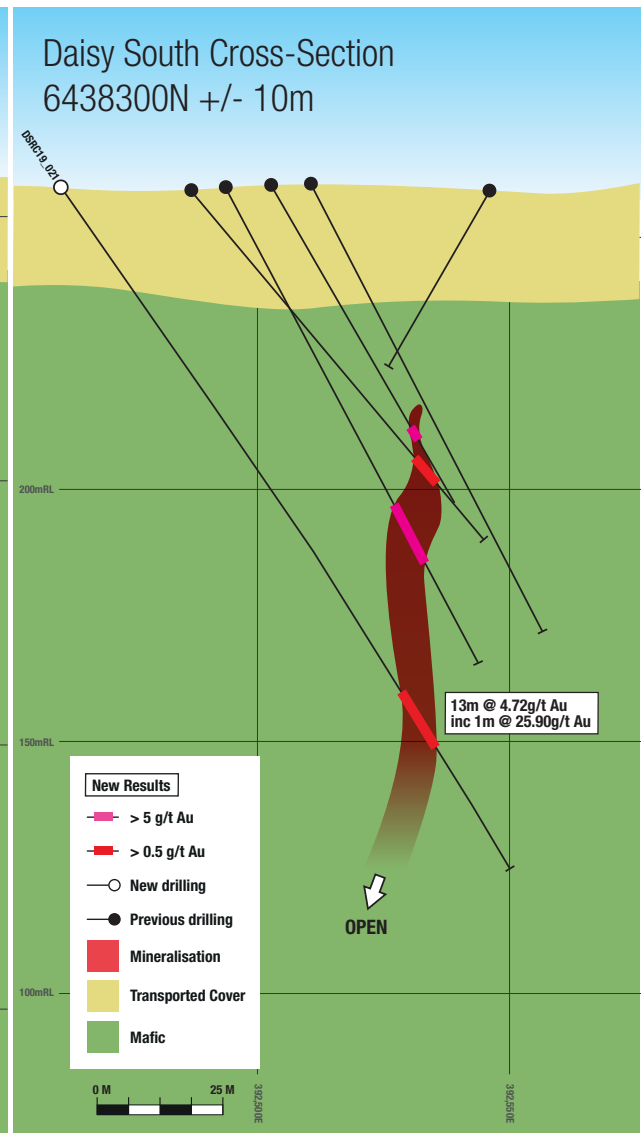 Daisy South Cross-Section
6438300N +/- 10m
DSRC19_021
200mRL
13m @ 4.72g/t Au
inc 1m @ 25.90g/t Au
150mRL
New Results
> 5 g/t Au
> 0.5 g/t Au
New drilling
Previous drilling
Mineralisation
Transported Cover
Mafic
OPEN
100mRL
0 M 25 M
392,500E
392,550E